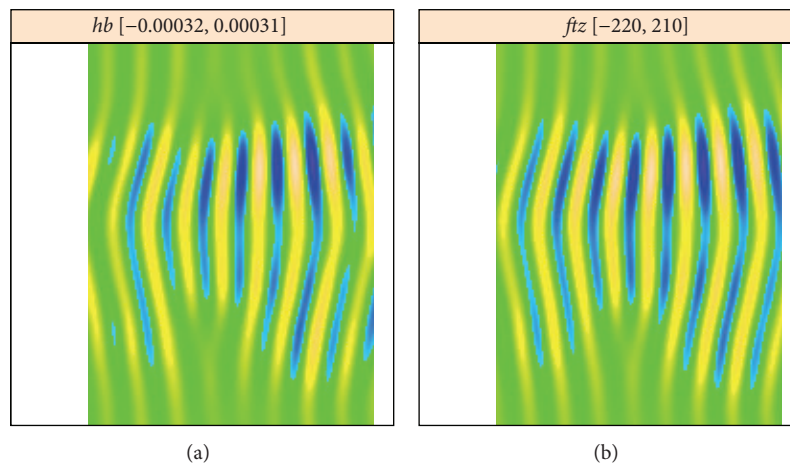 hb [−0.00032, 0.00031]
ftz [−220, 210]
(a)
(b)